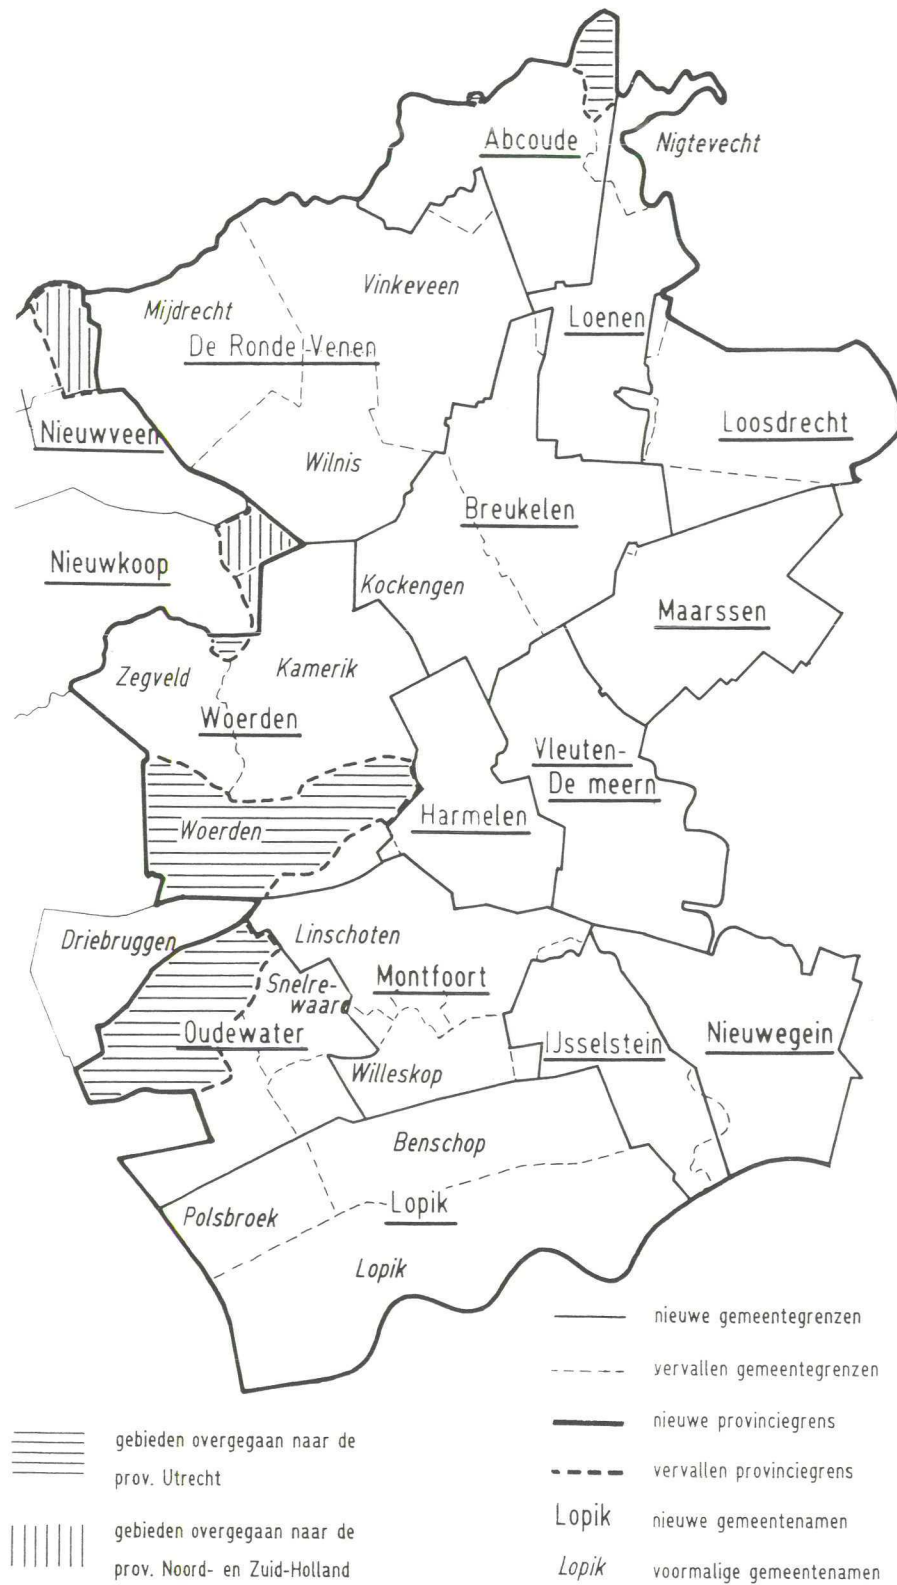 Abcoude
Nigtevecht
Vinkeveen
Mijdrecht
Loenen
De Ronde Venen
Loosdrecht
Nieuwveen
Wilnis
Breukelen
Nieuwkoop
Kockengen
Maarssen
Zegveld
Kamerik
Woerden
Vleuten-
De meern
Woerden
Harmelen
Driebruggen
Linschoten
Snelre-
waard
Montfoort
Oudewater
Willeskop
IJsselstein
Nieuwegein
Benschop
Polsbroek
Lopik
Lopik
nieuwe gemeentegrenzen
vervallen gemeentegrenzen
nieuwe provinciegrens
vervallen provinciegrens
Lopik nieuwe gemeentenamen
Lopik voormalige gemeentenamen
gebieden overgegaan naar de
prov. Utrecht
gebieden overgegaan naar de
prov. Noord- en Zuid-Holland